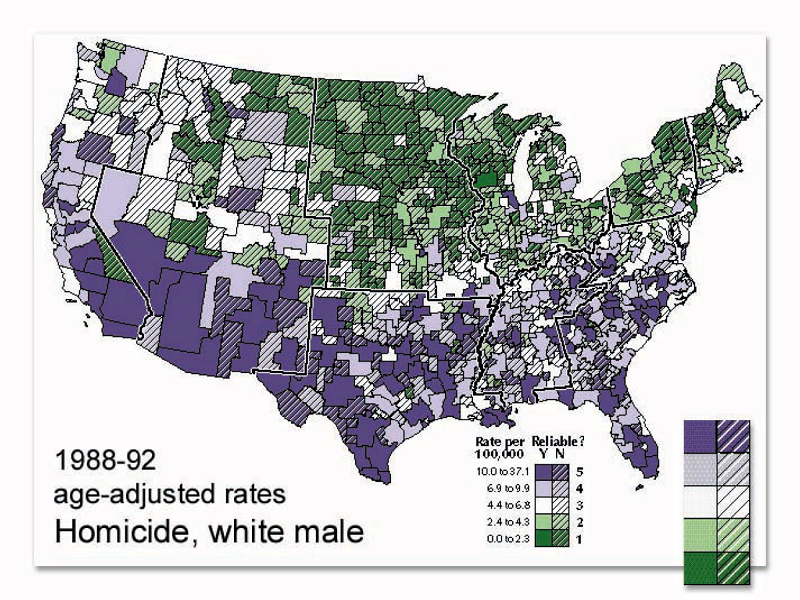 1988-92
age-adjusted rates
Homicide, white male
Rate per Reliable?
100,000 Y N
10.0 to 37.1 5
6.9 to 9.9 4
4.4 to 6.8 3
2.4 to 4.3 2
0.0 to 2.3 1